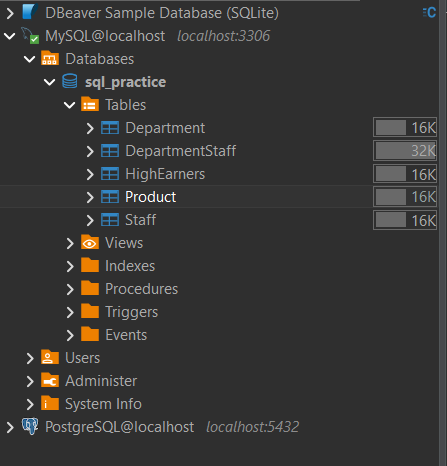 DBeaver Sample Database (SQLite)
MySQL@localhost localhost:3306
Databases
sql_practice
Tables
Department 16K
DepartmentStaff 32K
HighEarners 16K
Product 16K
Staff 16K
Views
Indexes
Procedures
Triggers
Events
Users
Administer
System Info
PostgreSQL@localhost localhost:5432